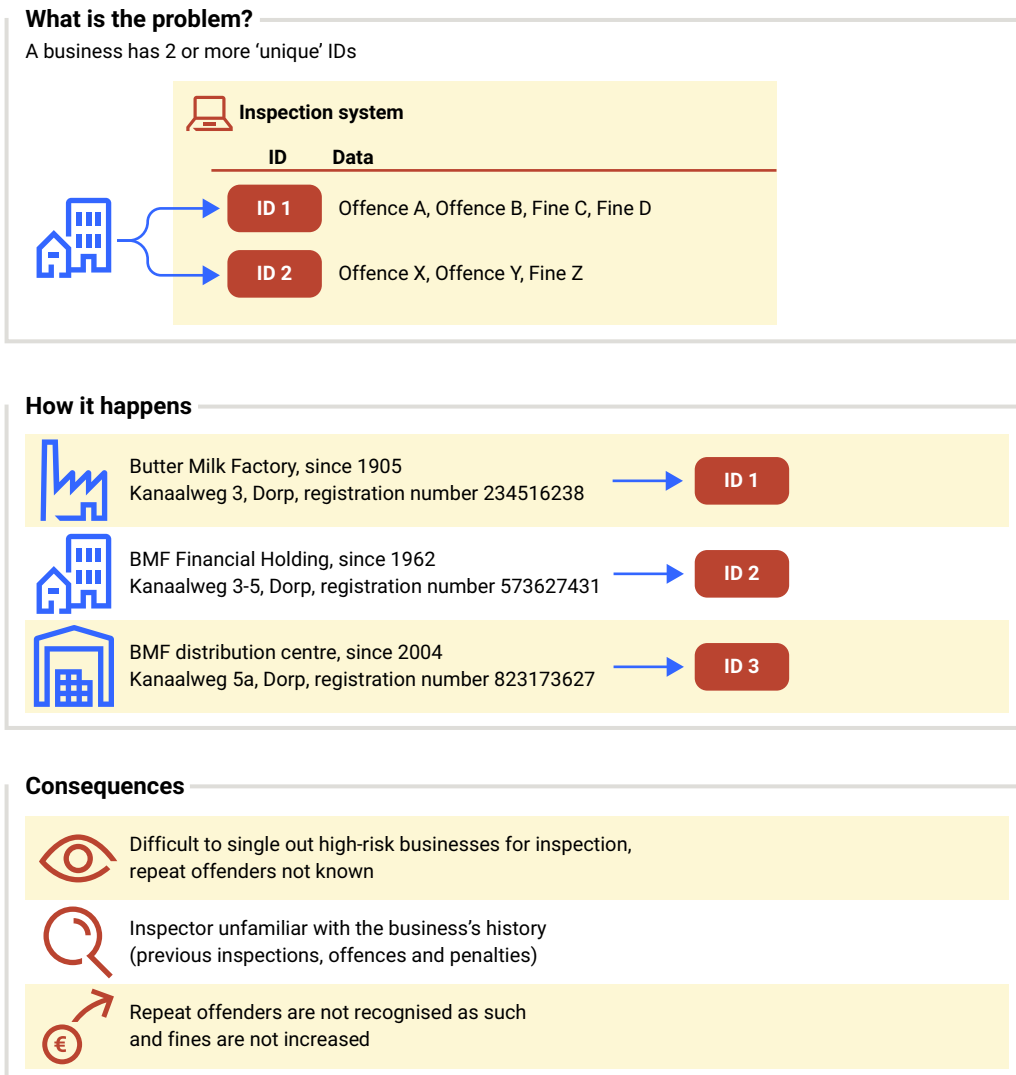 What is the problem?
A business has 2 or more ‘unique’ IDs
Inspection system
ID Data
ID 1 Offence A, Offence B, Fine C, Fine D
ID 2 Offence X, Offence Y, Fine Z
How it happens
Butter Milk Factory, since 1905
Kanaalweg 3, Dorp, registration number 234516238
ID 1
BMF Financial Holding, since 1962
Kanaalweg 3-5, Dorp, registration number 573627431
ID 2
BMF distribution centre, since 2004
Kanaalweg 5a, Dorp, registration number 823173627
ID 3
Consequences
Difficult to single out high-risk businesses for inspection,
repeat offenders not known
Inspector unfamiliar with the business’s history
(previous inspections, offences and penalties)
€
Repeat offenders are not recognised as such
and fines are not increased